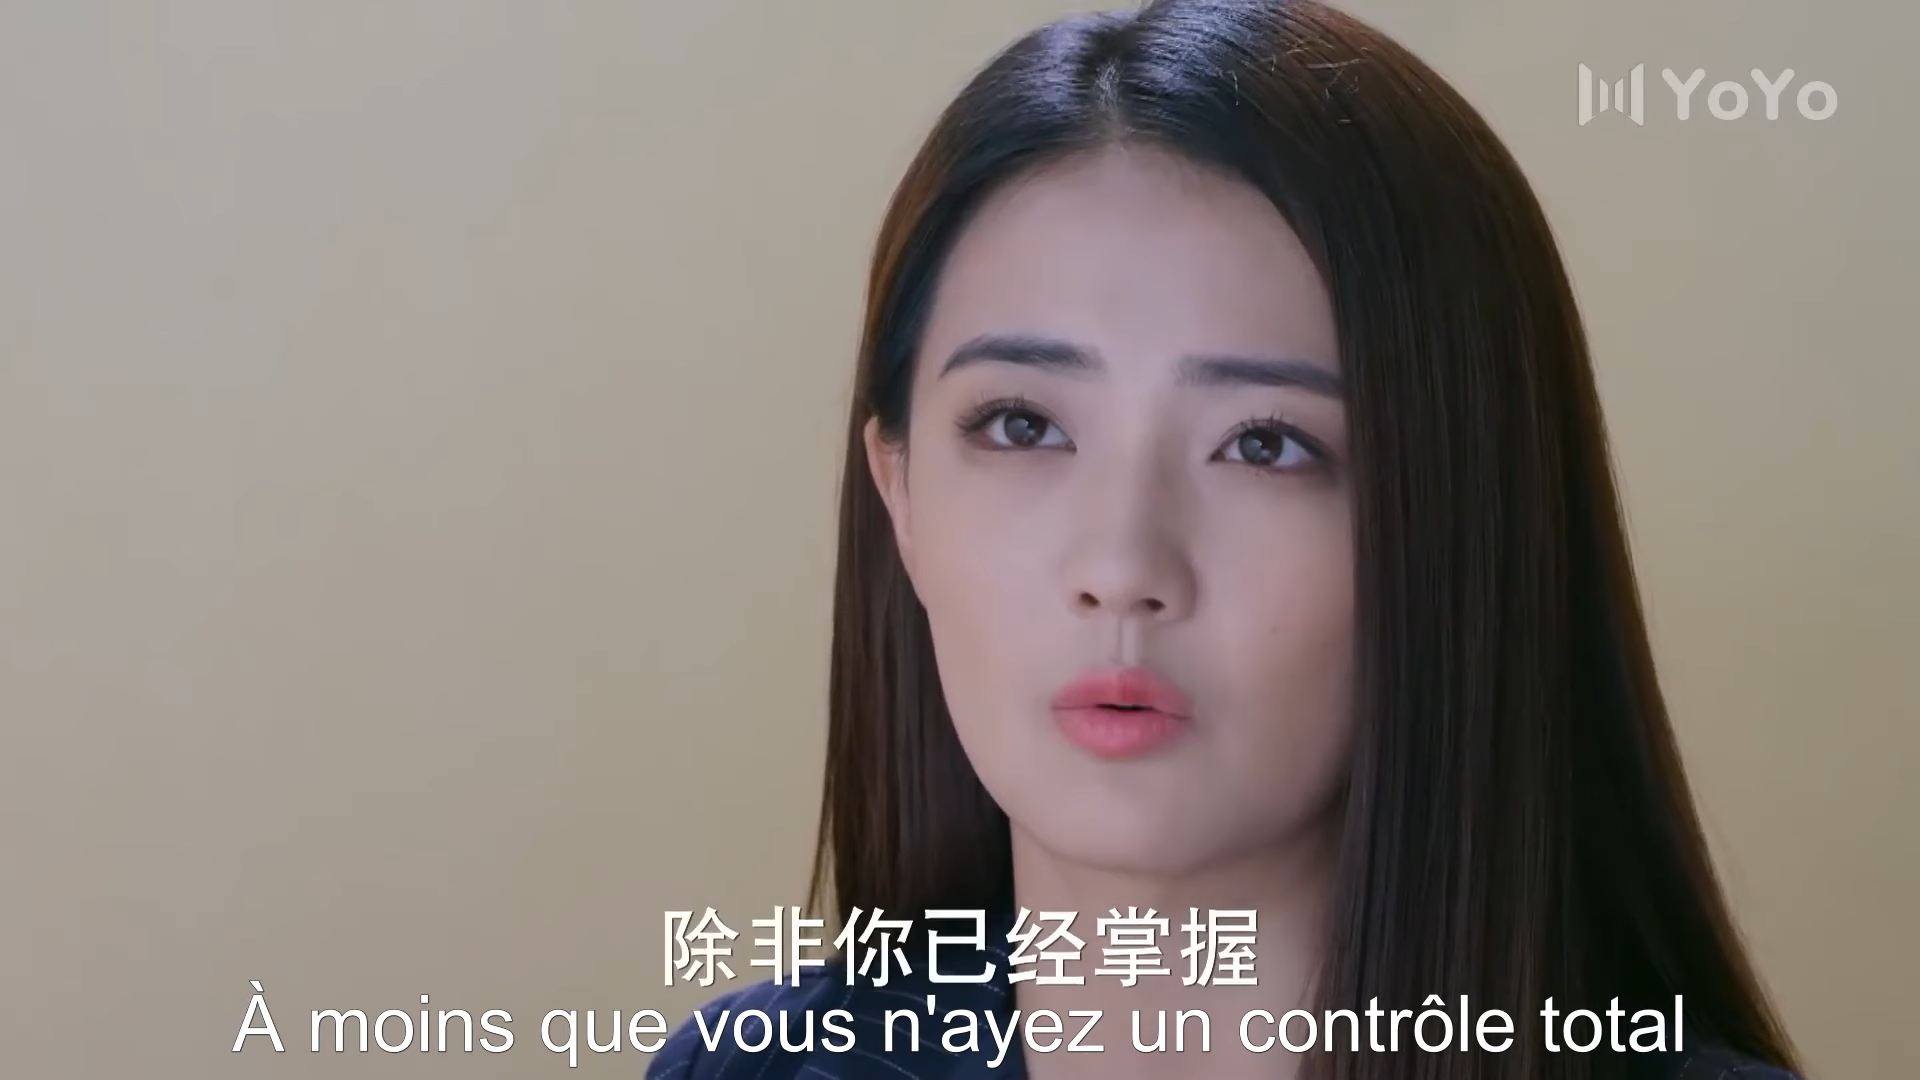 YoYo
除非你已经掌握
À moins que vous n'ayez un contrôle total